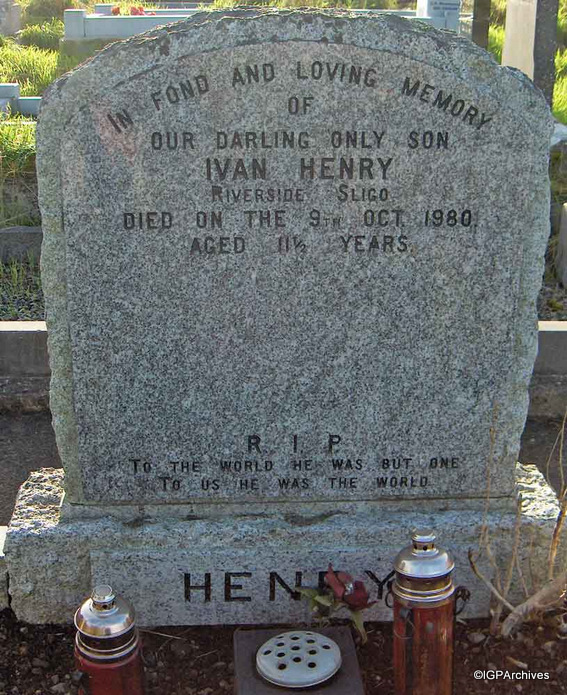 IN FOND AND LOVING MEMORY
OF
OUR DARLING ONLY SON
IVAN HENRY
RIVERSIDE SLIGO.
DIED ON THE 9TH OCT 1980.
AGED 11½ YEARS.
R I P
TO THE WORLD HE WAS BUT ONE
TO US HE WAS THE WORLD.
HENRY
©IGPArchives